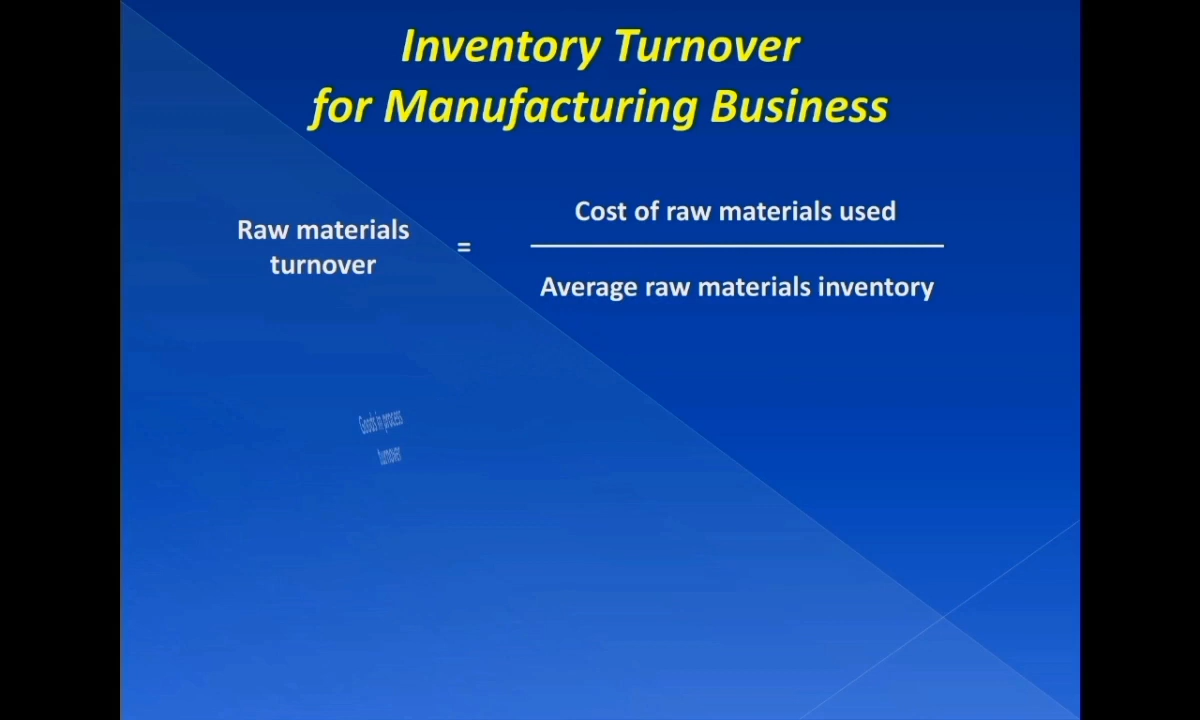 Inventory Turnover
for Manufacturing Business
Cost of raw materials used
Raw materials
turnover
=
Average raw materials inventory
Goods in process
turnover